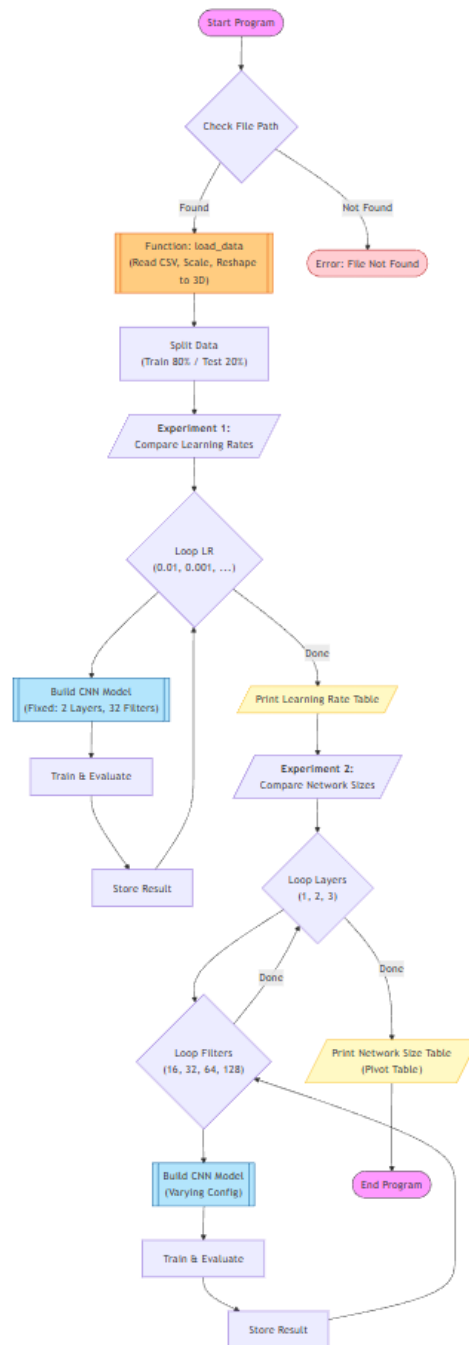 Start Program
Check File Path
Found
Not Found
Function: load_data
(Read CSV, Scale, Reshape
to 3D)
Error: File Not Found
Split Data
(Train 80% / Test 20%)
Experiment 1:
Compare Learning Rates
Loop LR
(0.01, 0.001, ...)
Done
Build CNN Model
(Fixed: 2 Layers, 32 Filters)
Print Learning Rate Table
Train & Evaluate
Experiment 2:
Compare Network Sizes
Store Result
Loop Layers
(1, 2, 3)
Done
Done
Loop Filters
(16, 32, 64, 128)
Print Network Size Table
(Pivot Table)
Build CNN Model
(Varying Config)
End Program
Train & Evaluate
Store Result